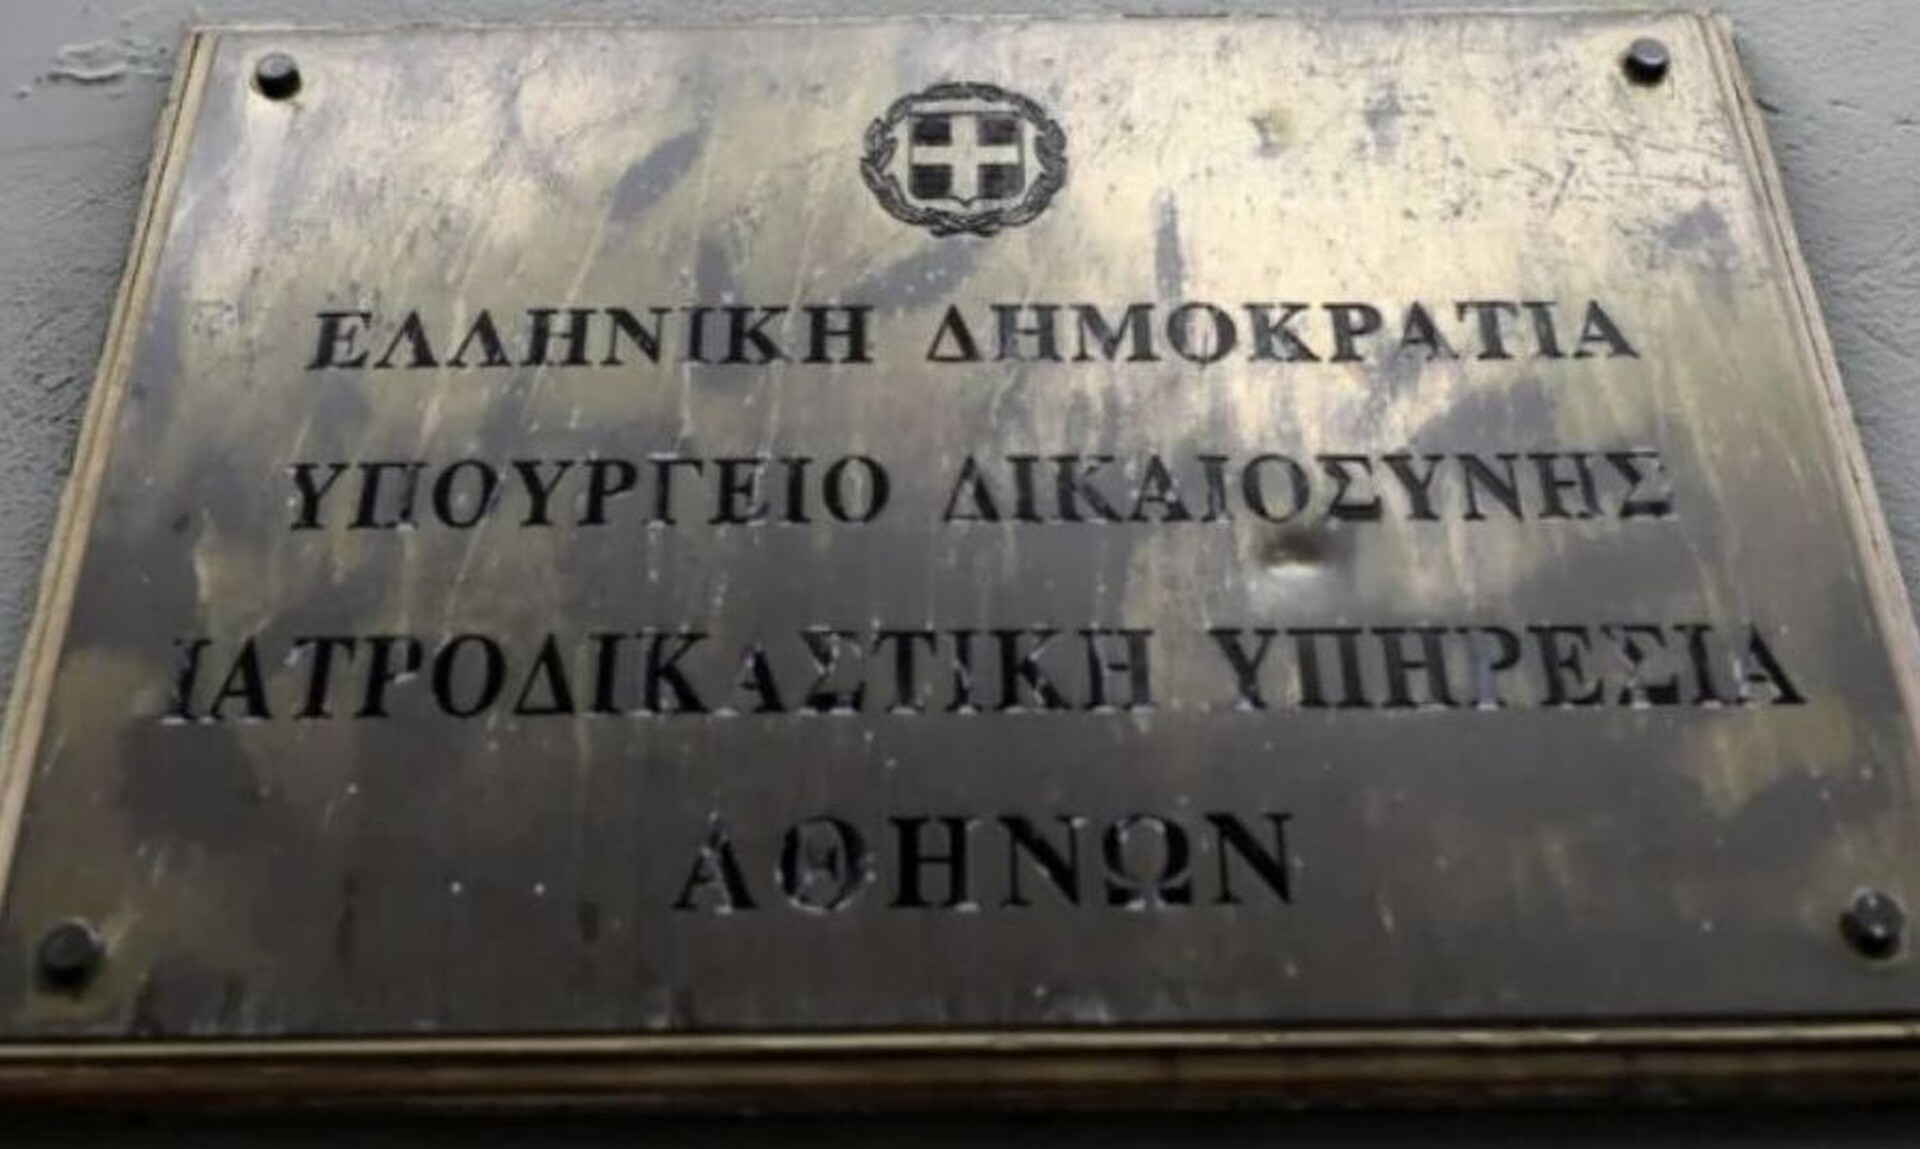 ΕΛΛΗΝΙΚΗ ΔΗΜΟΚΡΑΤΙΑ
ΥΠΟΥΡΓΕΙΟ ΔΙΚΑΙΟΣΥΝΗΣ
ΙΑΤΡΟΔΙΚΑΣΤΙΚΗ ΥΠΗΡΕΣΙΑ
ΑΘΗΝΩΝ